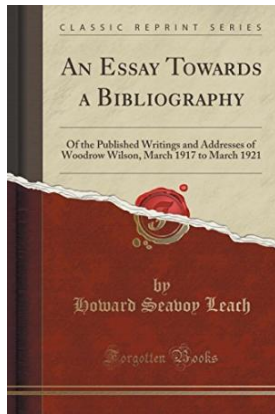 CLASSIC REPRINT SERIES
AN ESSAY TOWARDS
A BIBLIOGRAPHY
Of the Published Writings and Addresses of
Woodrow Wilson, March 1917 to March 1921
by
Howard Seavoy Leach
Forgotten Books